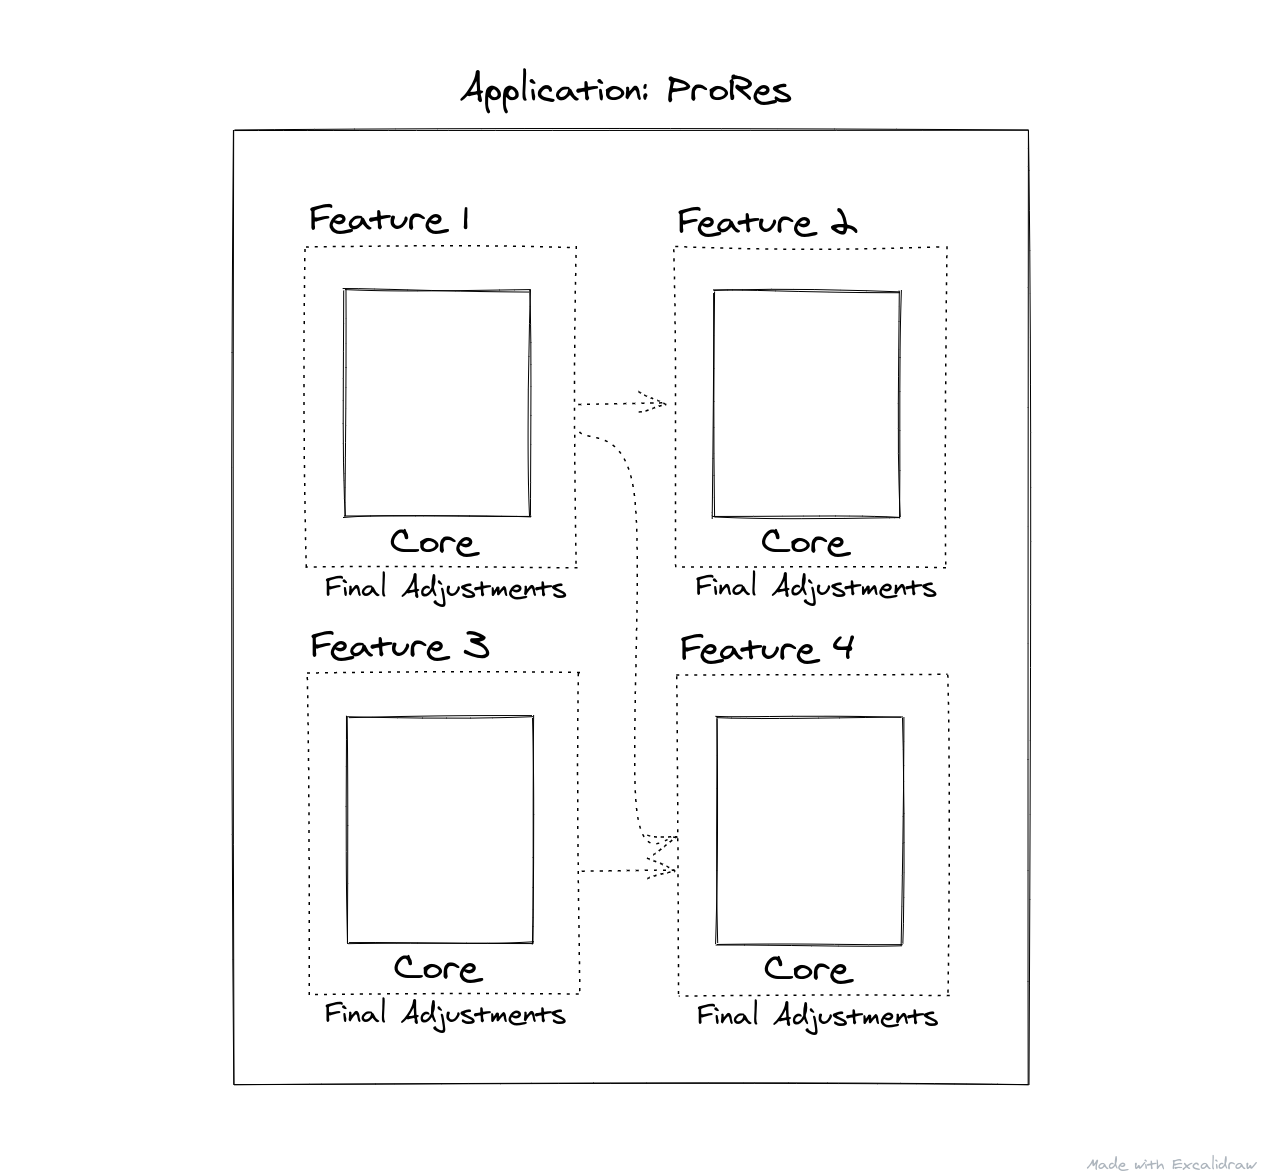 Application: ProRes
Feature 1
Feature 2
Core
Core
Final Adjustments
Final Adjustments
Feature 3
Feature 4
Core
Core
Final Adjustments
Final Adjustments
Made with Excalidraw